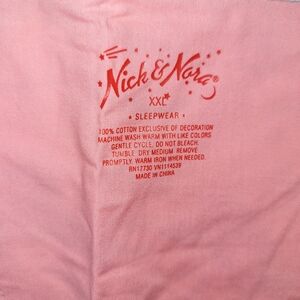 Nick & Nora®
XXL
• SLEEPWEAR •
100% COTTON EXCLUSIVE OF DECORATION
MACHINE WASH WARM WITH LIKE COLORS
GENTLE CYCLE. DO NOT BLEACH.
TUMBLE DRY MEDIUM. REMOVE
PROMPTLY. WARM IRON WHEN NEEDED.
RN17730 VN1114539
MADE IN CHINA